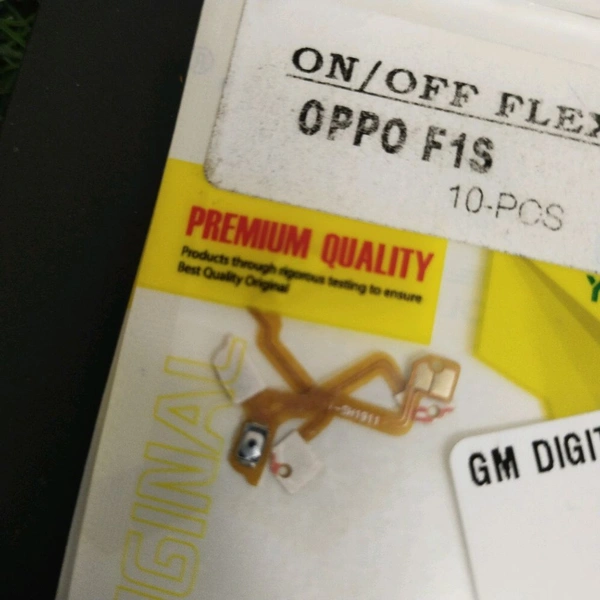 ON/OFF FLEX
OPPO F1S
10-PCS
PREMIUM QUALITY
Products through rigorous testing to ensure
Best Quality Original
GM DIGIT